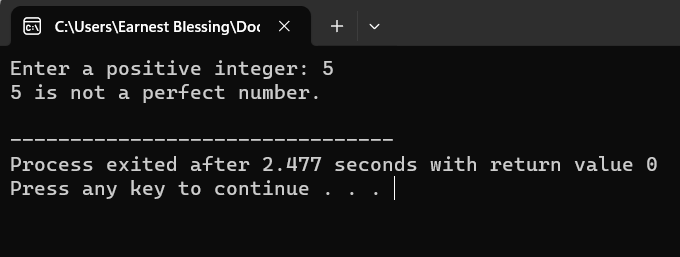 C:\Users\Earnest Blessing\Doc
Enter a positive integer: 5
5 is not a perfect number.
--------------------------------
Process exited after 2.477 seconds with return value 0
Press any key to continue . . .